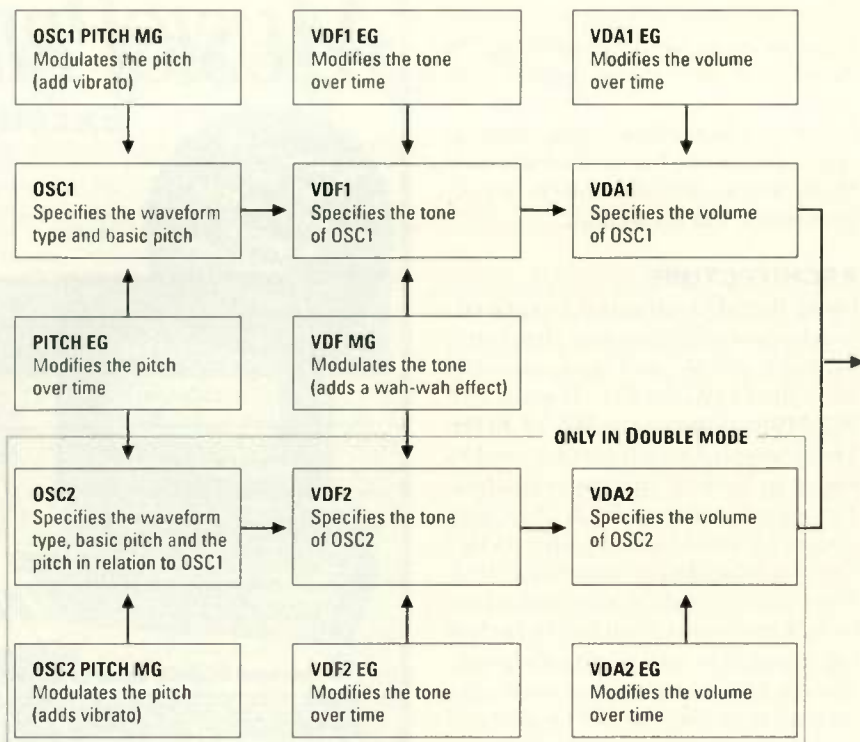 OSC1 PITCH MG
Modulates the pitch
(add vibrato)
VDF1 EG
Modifies the tone
over time
VDA1 EG
Modifies the volume
over time
OSC1
Specifies the waveform
type and basic pitch
VDF1
Specifies the tone
of OSC1
VDA1
Specifies the volume
of OSC1
PITCH EG
Modifies the pitch
over time
VDF MG
Modulates the tone
(adds a wah-wah effect)
ONLY IN DOUBLE MODE
OSC2
Specifies the waveform
type, basic pitch and the
pitch in relation to OSC1
VDF2
Specifies the tone
of OSC2
VDA2
Specifies the volume
of OSC2
OSC2 PITCH MG
Modulates the pitch
(adds vibrato)
VDF2 EG
Modifies the tone
over time
VDA2 EG
Modifies the volume
over time